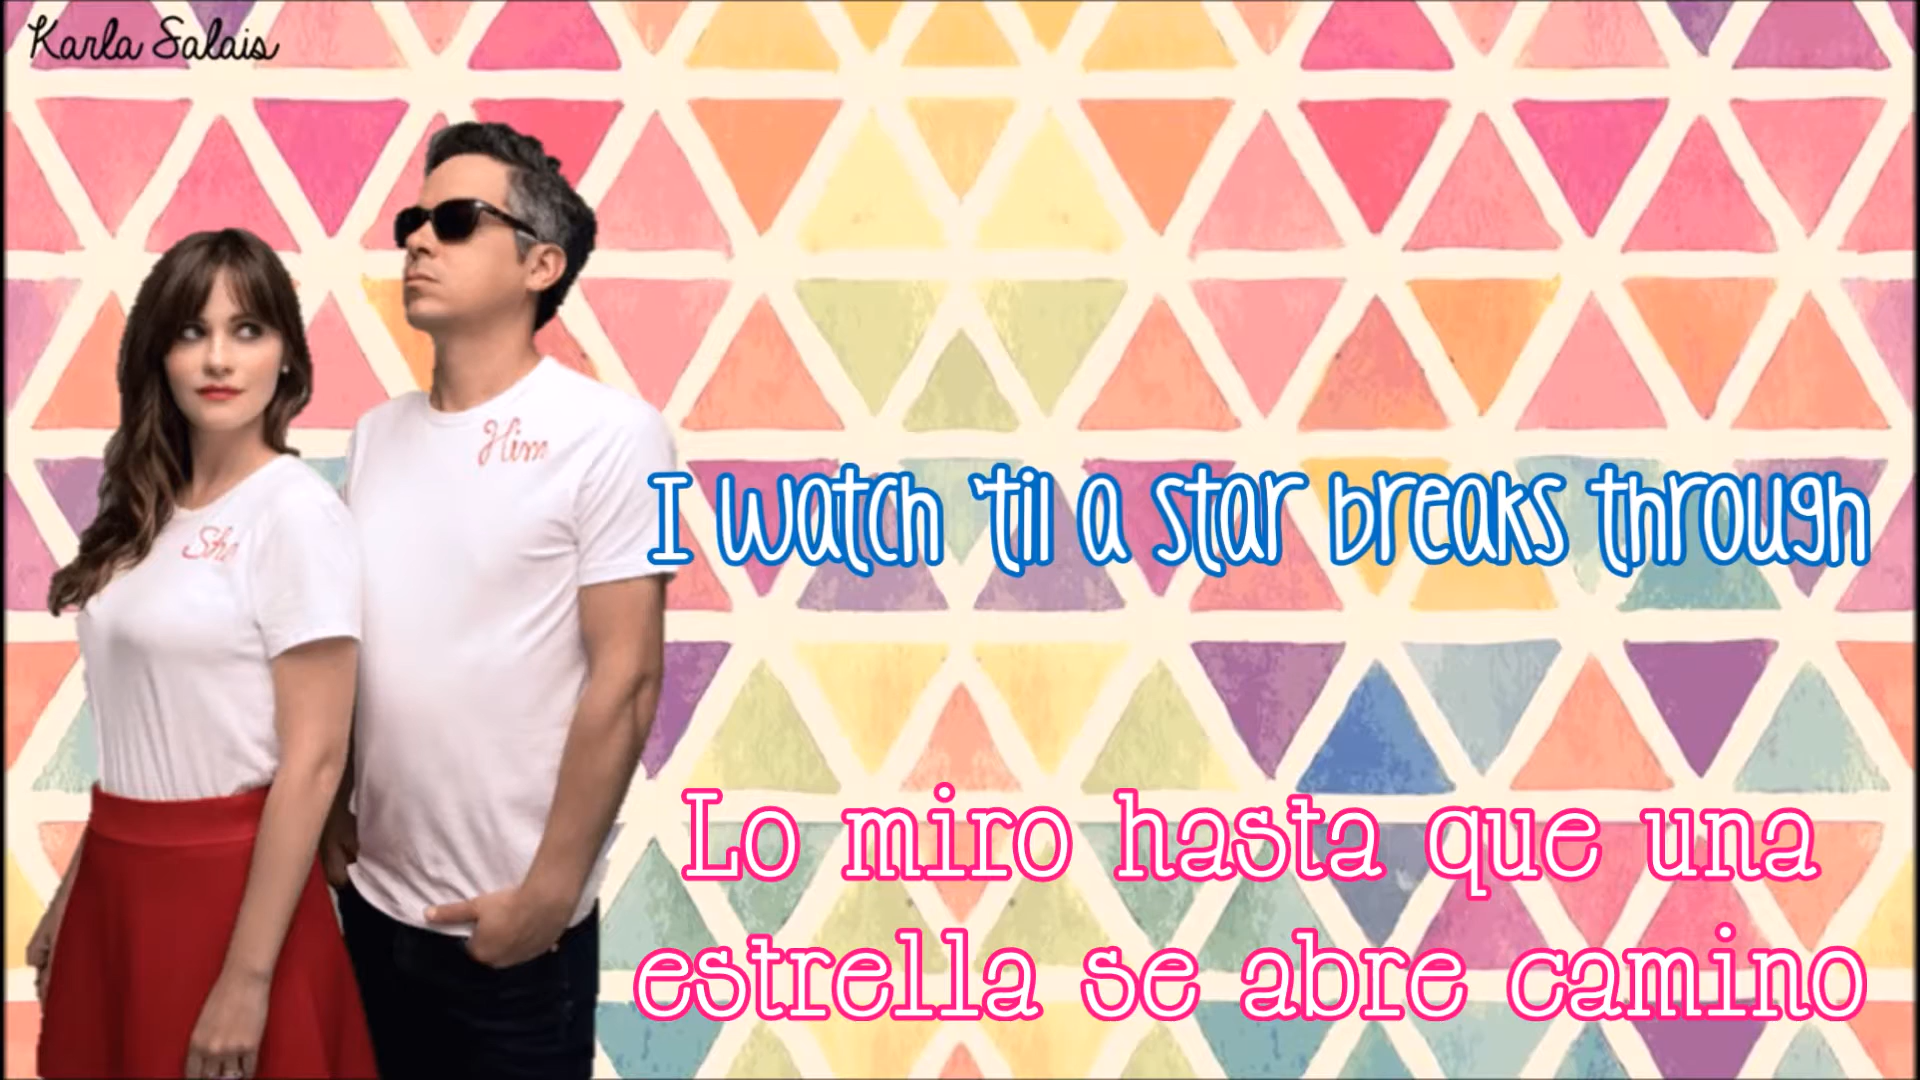 Karla Salais
Him
She
I watch 'til a star breaks through
Lo miro hasta que una
estrella se abre camino